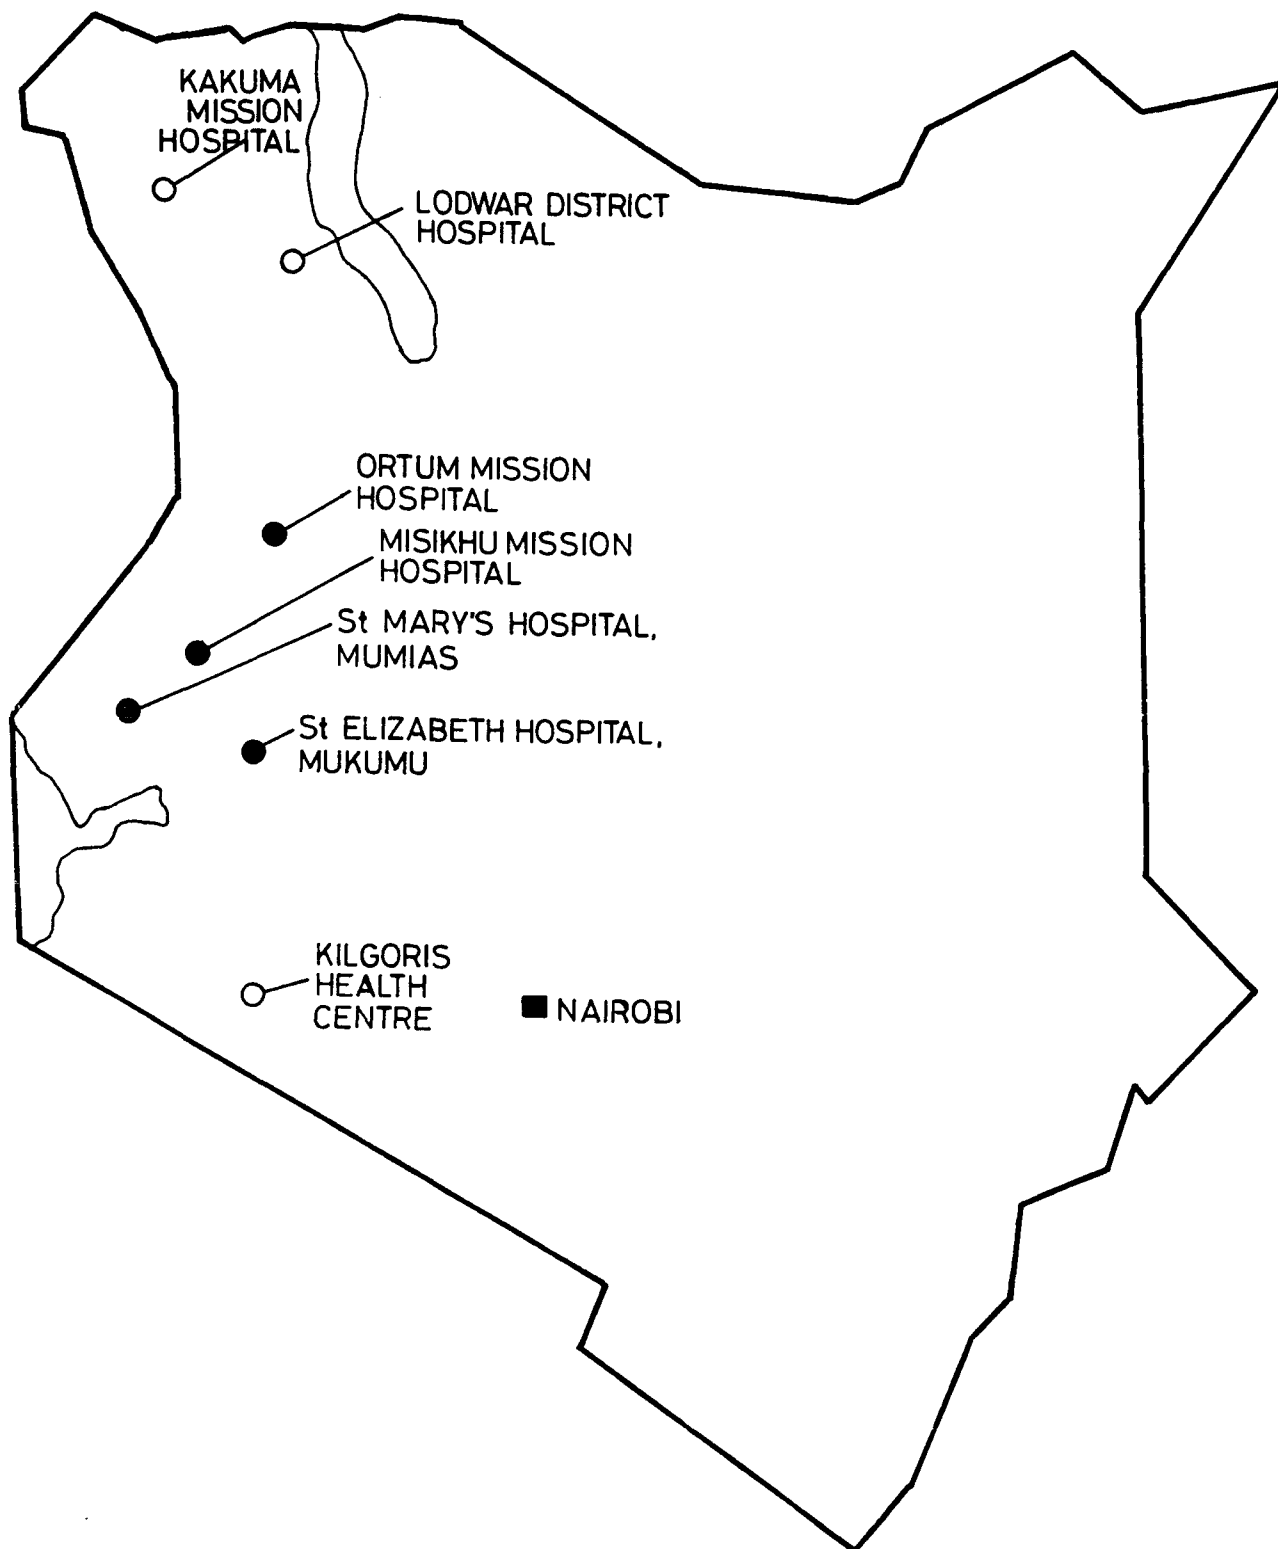 KAKUMA
MISSION
HOSPITAL
LODWAR DISTRICT
HOSPITAL
ORTUM MISSION
HOSPITAL
MISIKHU MISSION
HOSPITAL
St MARY'S HOSPITAL,
MUMIAS
St ELIZABETH HOSPITAL,
MUKUMU
KILGORIS
HEALTH
CENTRE
NAIROBI